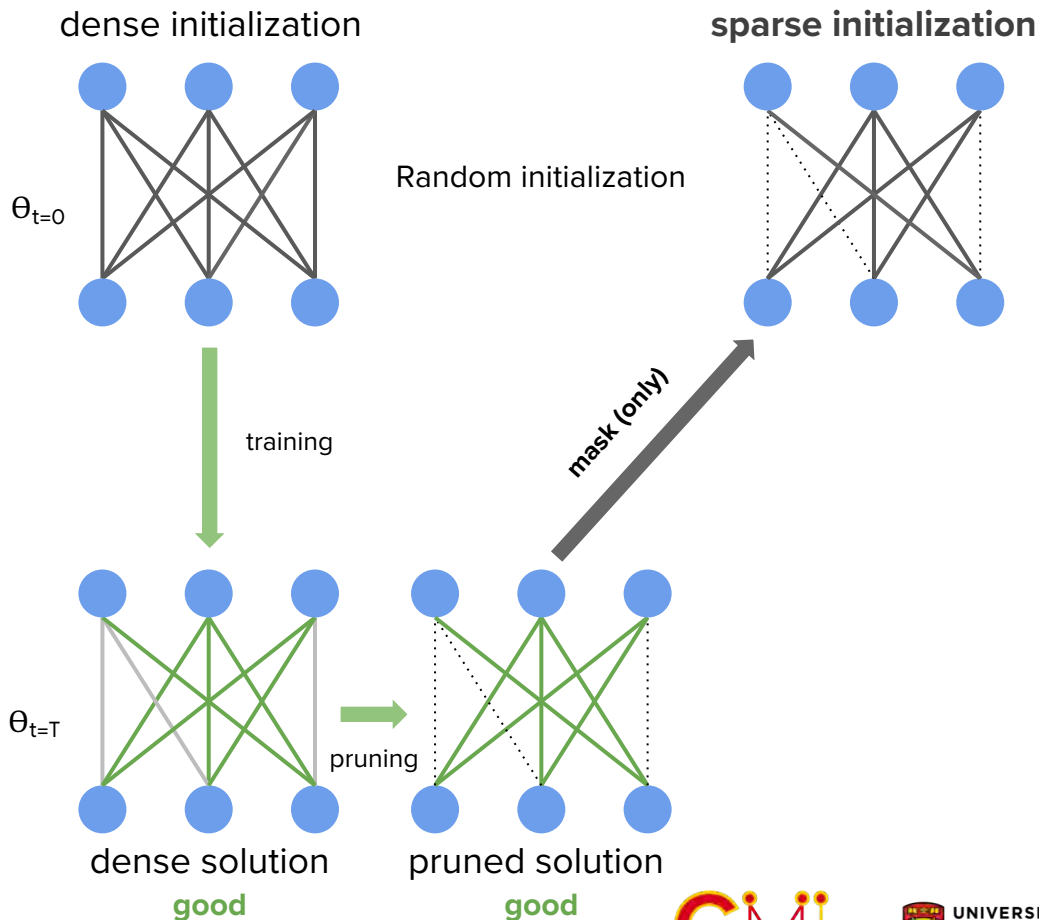 dense initialization
sparse initialization
Random initialization
θt=0
training
mask (only)
θt=T
pruning
dense solution
pruned solution
good
good